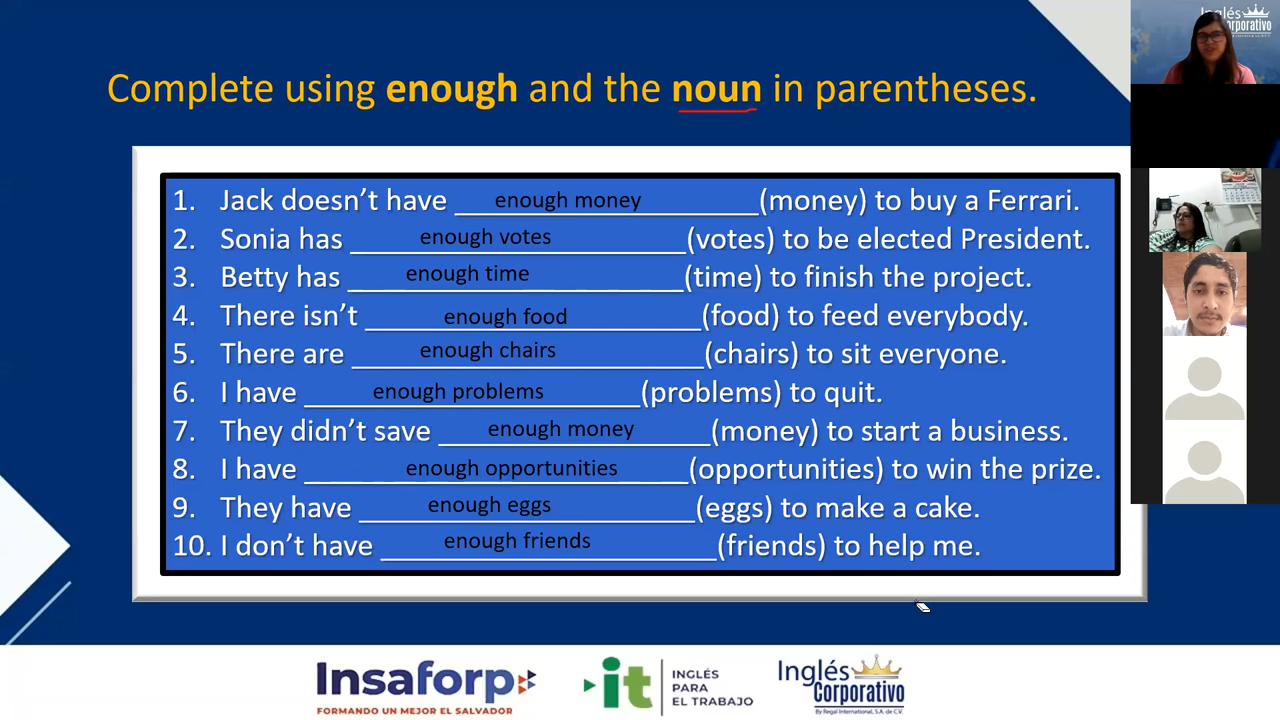 Complete using enough and the noun in parentheses.
1. Jack doesn’t have enough money (money) to buy a Ferrari.
2. Sonia has enough votes (votes) to be elected President.
3. Betty has enough time (time) to finish the project.
4. There isn’t enough food (food) to feed everybody.
5. There are enough chairs (chairs) to sit everyone.
6. I have enough problems (problems) to quit.
7. They didn’t save enough money (money) to start a business.
8. I have enough opportunities (opportunities) to win the prize.
9. They have enough eggs (eggs) to make a cake.
10. I don’t have enough friends (friends) to help me.
Insaforp
FORMANDO UN MEJOR EL SALVADOR
it
INGLÉS
PARA
EL TRABAJO
Inglés
Corporativo
By Regal International, S.A. de C.V.